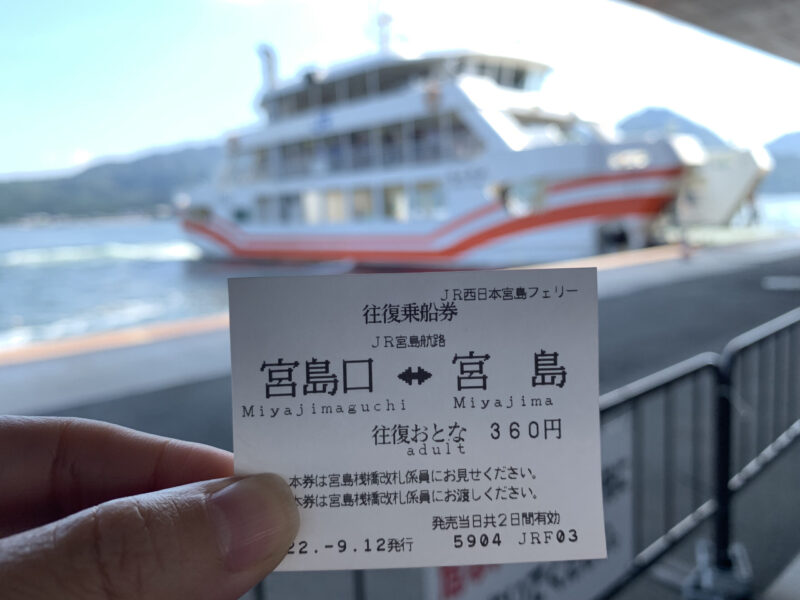 JR西日本宮島フェリー
往復乗船券
JR宮島航路
宮島口 ⬌ 宮島
Miyajimaguchi Miyajima
往復おとな 360円
adult
本券は宮島桟橋改札係員にお見せください。
本券は宮島桟橋改札係員にお渡しください。
発売当日共2日間有効
22.-9.12発行 5904 JRF03